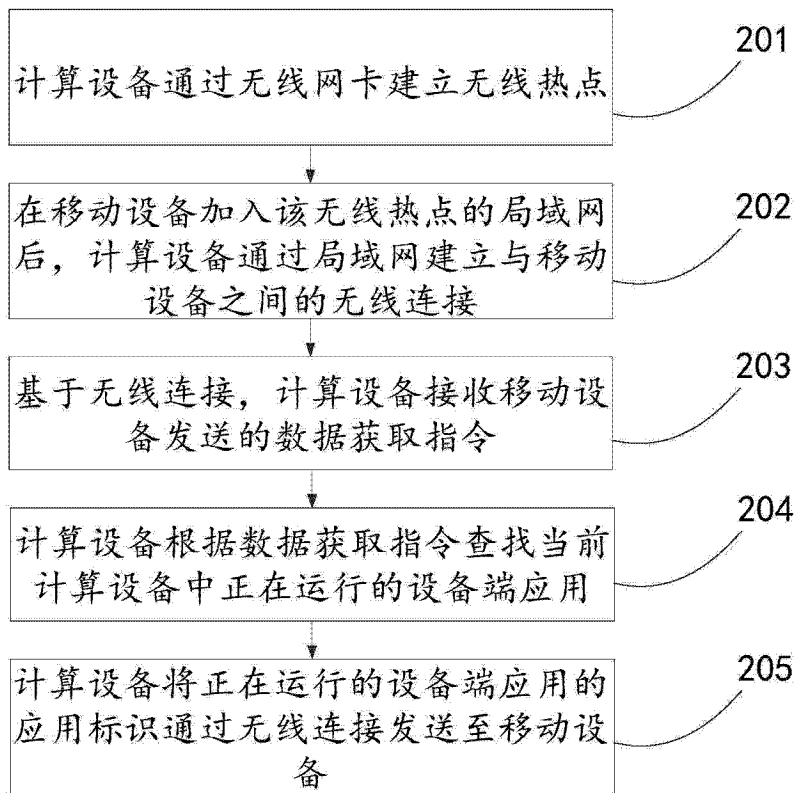 计算设备通过无线网卡建立无线热点
201
在移动设备加入该无线热点的局域网
后，计算设备通过局域网建立与移动
设备之间的无线连接
202
基于无线连接，计算设备接收移动设
备发送的数据获取指令
203
计算设备根据数据获取指令查找当前
计算设备中正在运行的设备端应用
204
计算设备将正在运行的设备端应用的
应用标识通过无线连接发送至移动设
备
205